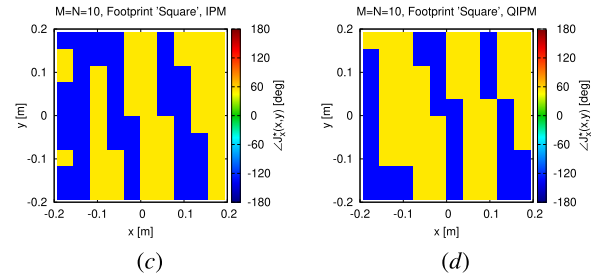 M=N=10, Footprint 'Square', IPM
0.2
0.1
0
-0.1
-0.2
y [m]
-0.2 -0.1 0 0.1 0.2
x [m]
180
120
60
0
-60
-120
-180
∠J*x(x,y) [deg]
(c)
M=N=10, Footprint 'Square', QIPM
0.2
0.1
0
-0.1
-0.2
y [m]
-0.2 -0.1 0 0.1 0.2
x [m]
180
120
60
0
-60
-120
-180
∠J*x(x,y) [deg]
(d)